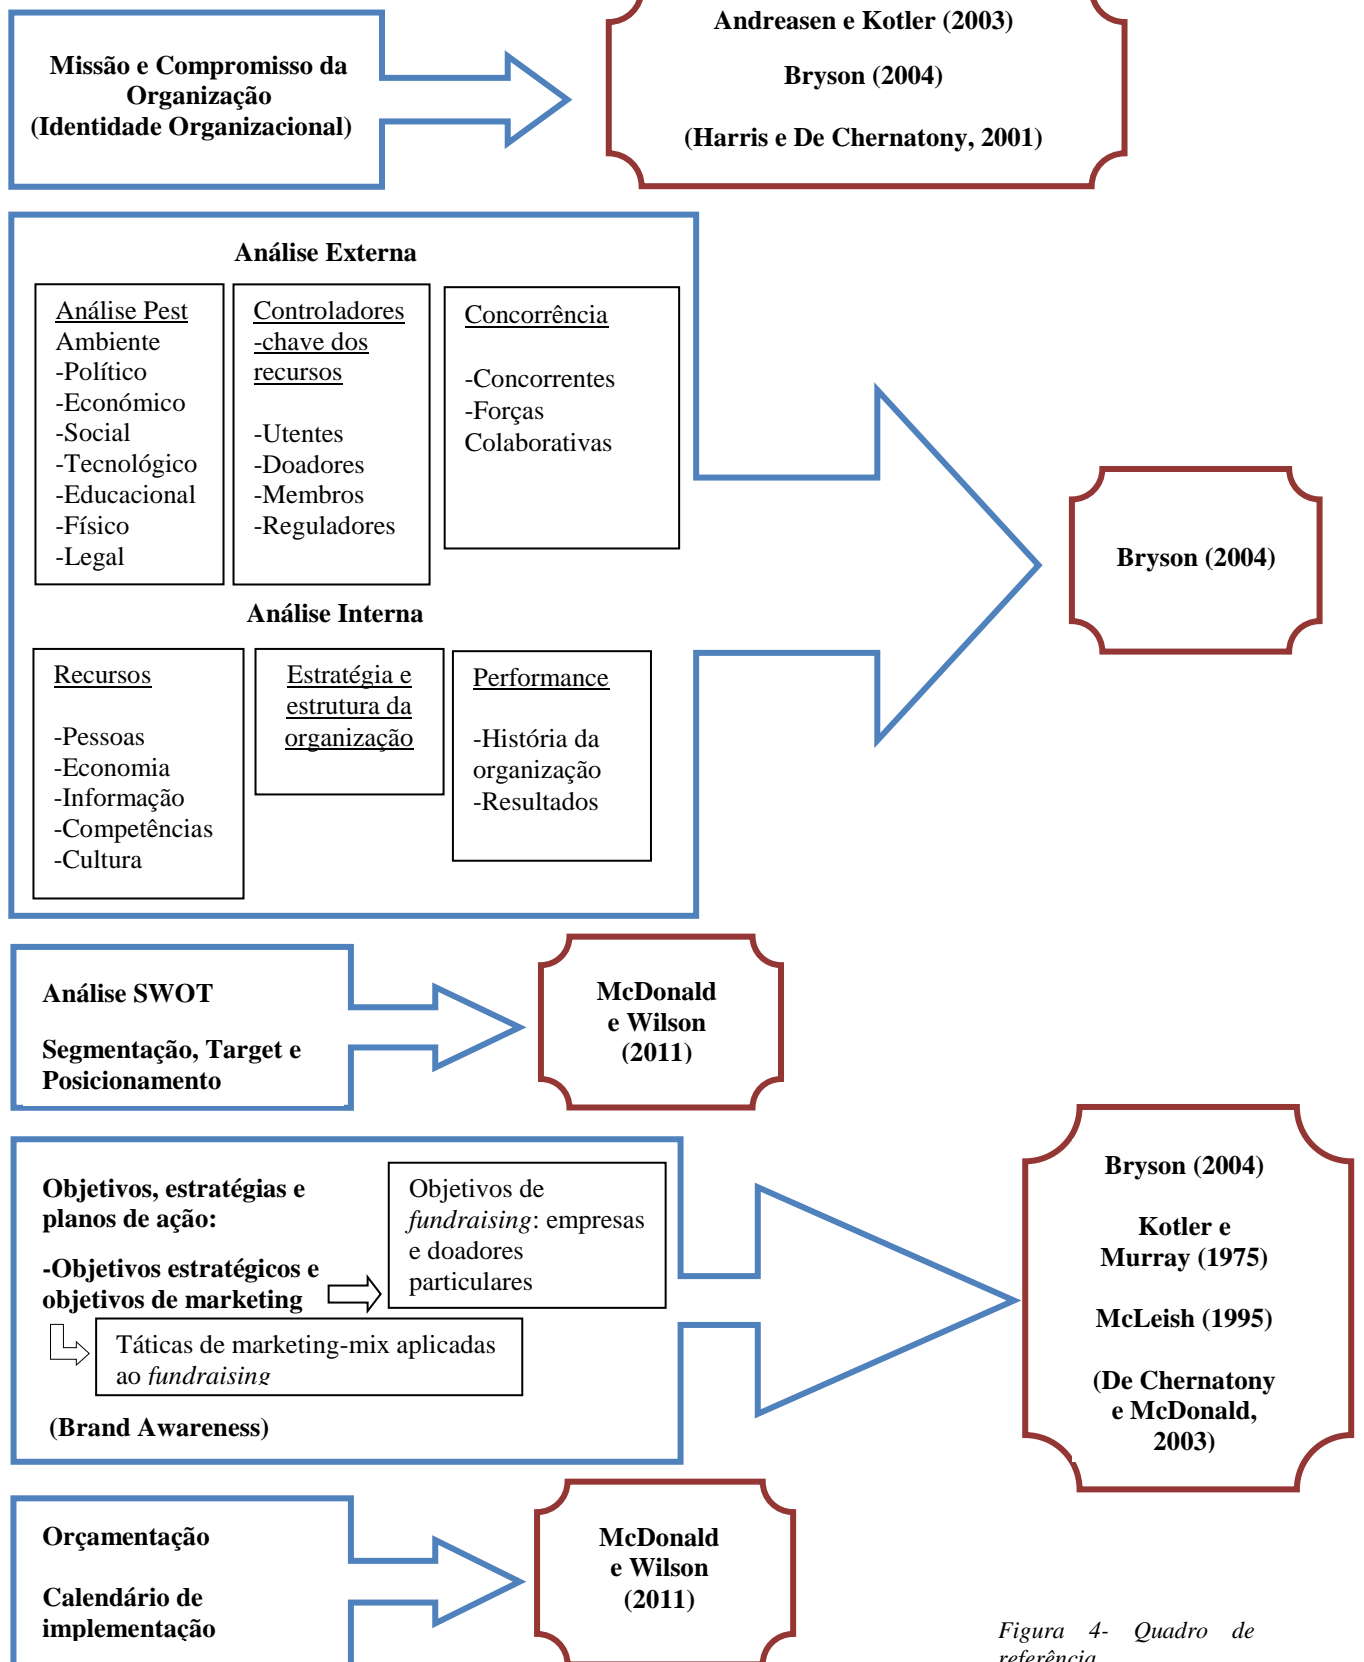 Missão e Compromisso da
Organização
(Identidade Organizacional)
Andreasen e Kotler (2003)
Bryson (2004)
(Harris e De Chernatony, 2001)
Análise Externa
Análise Pest
Ambiente
-Político
-Económico
-Social
-Tecnológico
-Educacional
-Físico
-Legal
Controladores
-chave dos
recursos
-Utentes
-Doadores
-Membros
-Reguladores
Concorrência
-Concorrentes
-Forças
Colaborativas
Análise Interna
Recursos
-Pessoas
-Economia
-Informação
-Competências
-Cultura
Estratégia e
estrutura da
organização
Performance
-História da
organização
-Resultados
Bryson (2004)
Análise SWOT
Segmentação, Target e
Posicionamento
McDonald
e Wilson
(2011)
Objetivos, estratégias e
planos de ação:
-Objetivos estratégicos e
objetivos de marketing
Objetivos de
fundraising: empresas
e doadores
particulares
Táticas de marketing-mix aplicadas
ao fundraising
(Brand Awareness)
Bryson (2004)
Kotler e
Murray (1975)
McLeish (1995)
(De Chernatony
e McDonald,
2003)
Orçamentação
Calendário de
implementação
McDonald
e Wilson
(2011)
Figura 4- Quadro de
referência